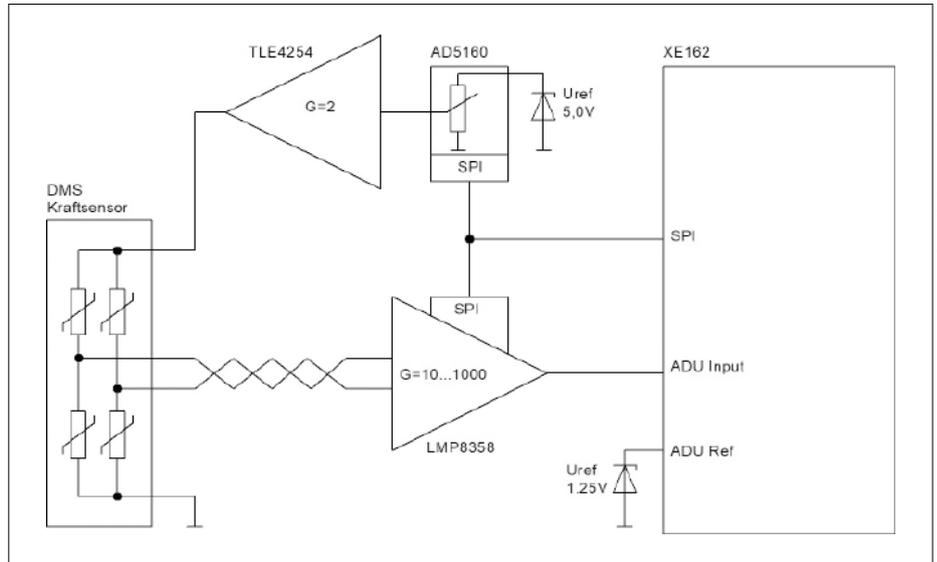 TLE4254
AD5160
XE162
G=2
Uref
5,0V
SPI
DMS
Kraftsensor
SPI
SPI
G=10...1000
ADU Input
LMP8358
ADU Ref
Uref
1.25V